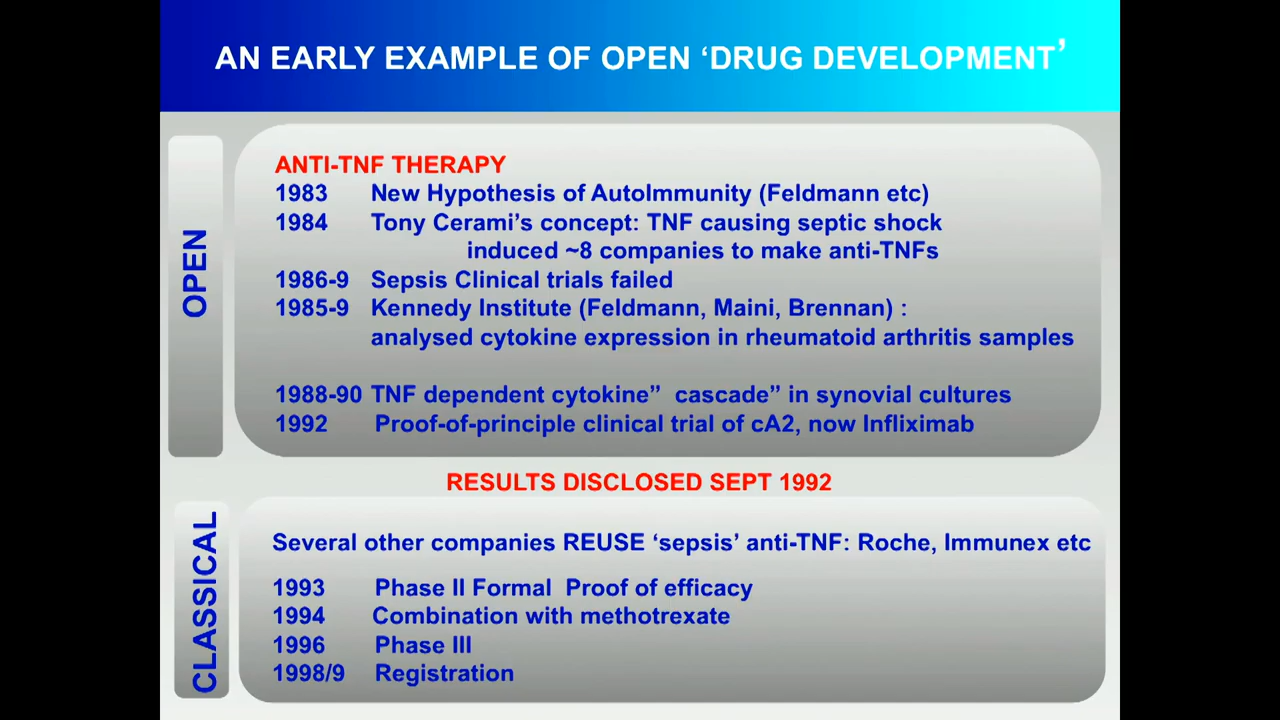 AN EARLY EXAMPLE OF OPEN ‘DRUG DEVELOPMENT’
OPEN
ANTI-TNF THERAPY
1983 New Hypothesis of AutoImmunity (Feldmann etc)
1984 Tony Cerami’s concept: TNF causing septic shock
induced ~8 companies to make anti-TNFs
1986-9 Sepsis Clinical trials failed
1985-9 Kennedy Institute (Feldmann, Maini, Brennan) :
analysed cytokine expression in rheumatoid arthritis samples
1988-90 TNF dependent cytokine” cascade” in synovial cultures
1992 Proof-of-principle clinical trial of cA2, now Infliximab
RESULTS DISCLOSED SEPT 1992
CLASSICAL
Several other companies REUSE ‘sepsis’ anti-TNF: Roche, Immunex etc
1993 Phase II Formal Proof of efficacy
1994 Combination with methotrexate
1996 Phase III
1998/9 Registration